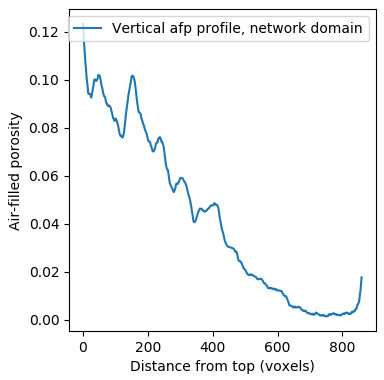 Vertical afp profile, network domain
0.12
0.10
0.08
0.06
0.04
0.02
0.00
Air-filled porosity
0 200 400 600 800
Distance from top (voxels)